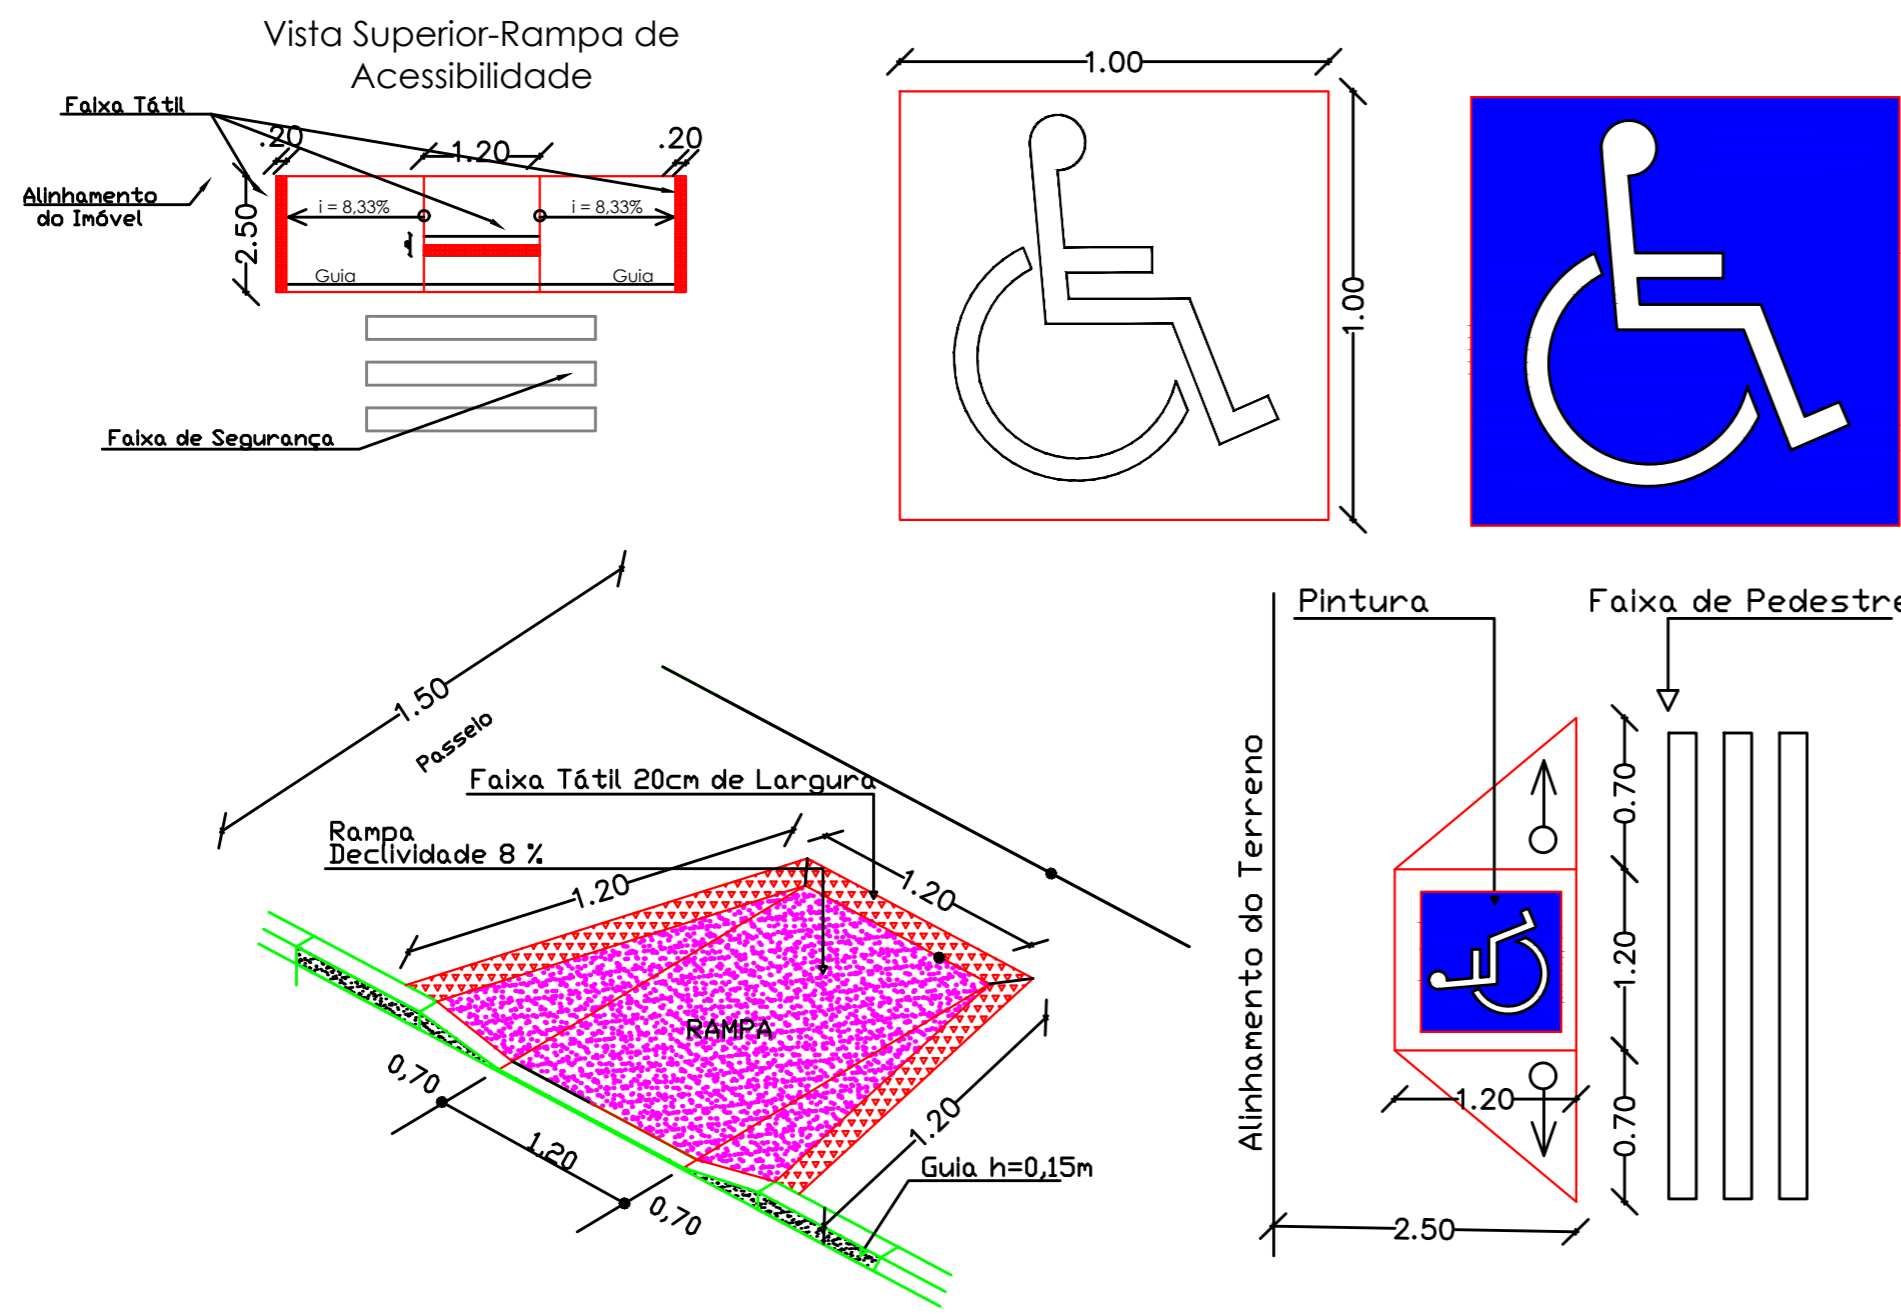 Vista Superior-Rampa de
Acessibilidade
Faixa Tátil
.20
1.20
.20
Alinhamento
do Imóvel
2.50
i = 8,33%
i = 8,33%
Guia
Guia
Faixa de Segurança
1.00
1.00
1.50
Passeio
Faixa Tátil 20cm de Largura
Rampa
Declividade 8 %
1.20
1.20
RAMPA
0,70
1,20
0,70
1.20
Guia h=0,15m
Pintura
Faixa de Pedestre
Alinhamento do Terreno
0.70
1.20
0.70
1.20
2.50